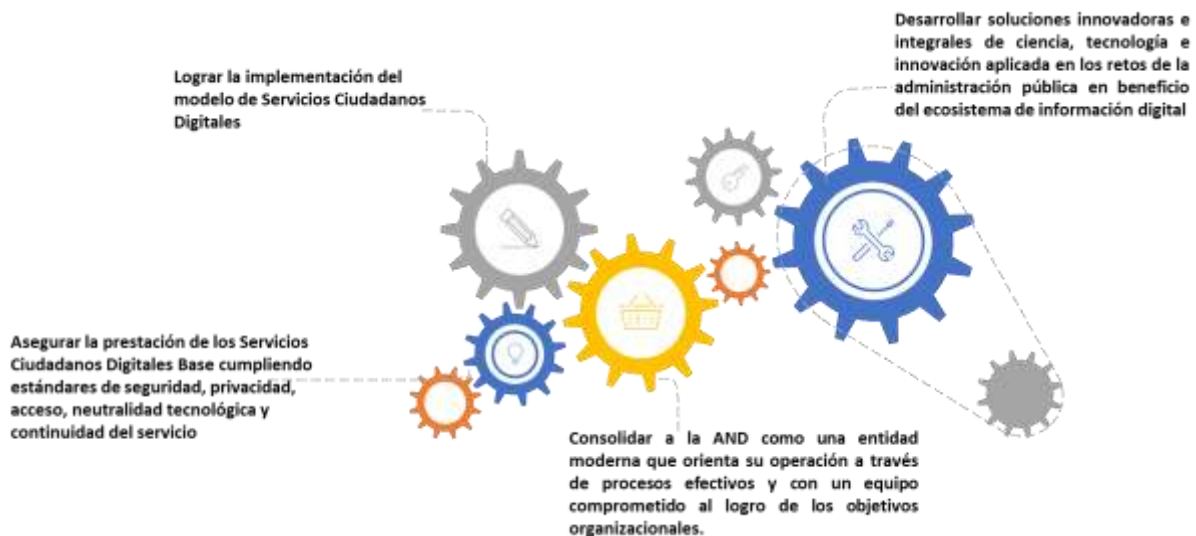 Lograr la implementación del
modelo de Servicios Ciudadanos
Digitales
Desarrollar soluciones innovadoras e
integrales de ciencia, tecnología e
innovación aplicada en los retos de la
administración pública en beneficio
del ecosistema de información digital
Asegurar la prestación de los Servicios
Ciudadanos Digitales Base cumpliendo
estándares de seguridad, privacidad,
acceso, neutralidad tecnológica y
continuidad del servicio
Consolidar a la AND como una entidad
moderna que orienta su operación a través
de procesos efectivos y con un equipo
comprometido al logro de los objetivos
organizacionales.